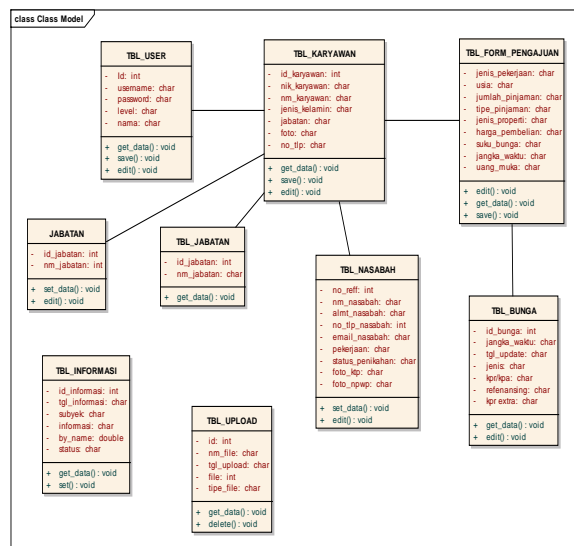 class Class Model
TBL_USER
- Id: int
- username: char
- password: char
- level: char
- nama: char
+ get_data() : void
+ save() : void
+ edit() : void
TBL_KARYAWAN
- id_karyawan: int
- nik_karyawan: char
- nm_karyawan: char
- jenis_kelamin: char
- jabatan: char
- foto: char
- no_tlp: char
+ get_data() : void
+ save() : void
+ edit() : void
TBL_FORM_PENGAJUAN
- jenis_pekerjaan: char
- usia: char
- jumlah_pinjaman: char
- tipe_pinjaman: char
- jenis_properti: char
- harga_pembelian: char
- suku_bunga: char
- jangka_waktu: char
- uang_muka: char
+ edit() : void
+ get_data() : void
+ save() : void
JABATAN
- id_jabatan: int
- nm_jabatan: int
+ set_data() : void
+ edit() : void
TBL_JABATAN
- id_jabatan: int
- nm_jabatan: char
+ get_data() : void
TBL_NASABAH
- no_reff: int
- nm_nasabah: char
- almt_nasabah: char
- no_tlp_nasabah: int
- email_nasabah: char
- pekerjaan: char
- status_penikahan: char
- foto_ktp: char
- foto_npwp: char
+ set_data() : void
+ edit() : void
TBL_BUNGA
- id_bunga: int
- jangka_waktu: char
- tgl_update: char
- jenis: char
- kpr/kpa: char
- refenansing: char
- kpr extra: char
+ get_data() : void
+ edit() : void
TBL_INFORMASI
- id_informasi: int
- tgl_informasi: char
- subyek: char
- informasi: char
- by_name: double
- status: char
+ get_data() : void
+ set() : void
TBL_UPLOAD
- id: int
- nm_file: char
- tgl_upload: char
- file: int
- tipe_file: char
+ get_data() : void
+ delete() : void